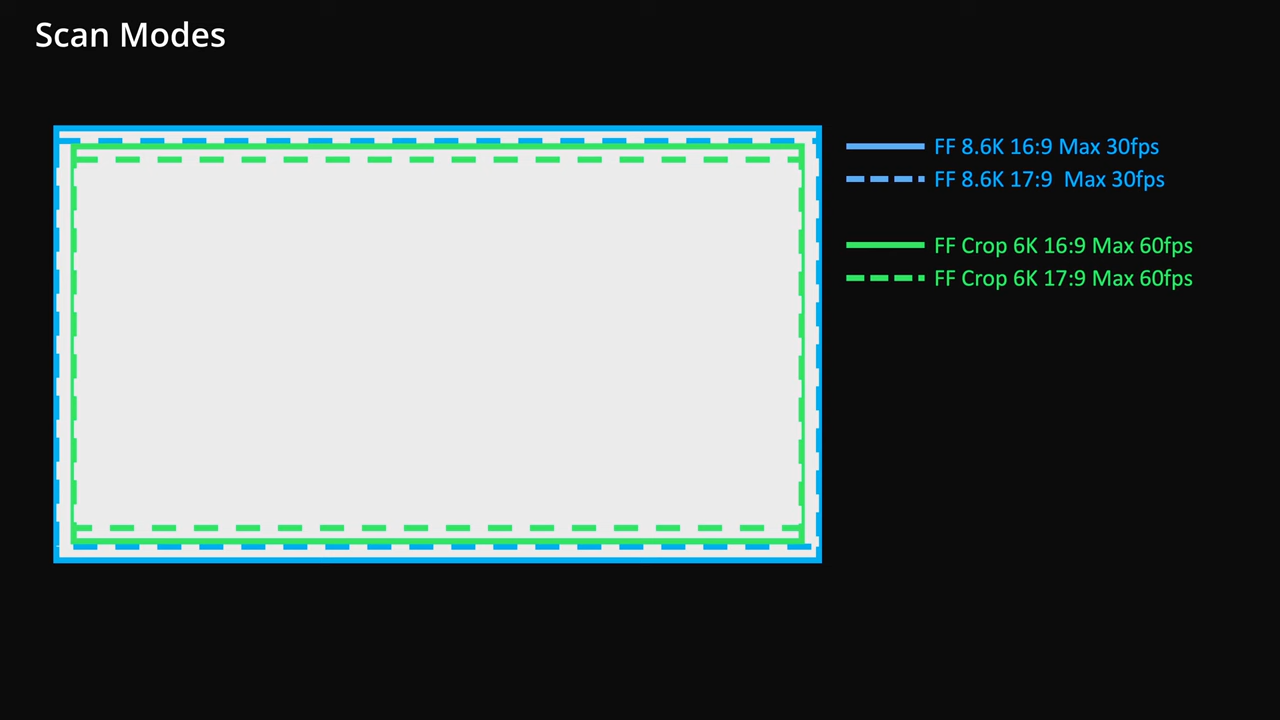 Scan Modes
FF 8.6K 16:9 Max 30fps
FF 8.6K 17:9  Max 30fps
FF Crop 6K 16:9 Max 60fps
FF Crop 6K 17:9 Max 60fps